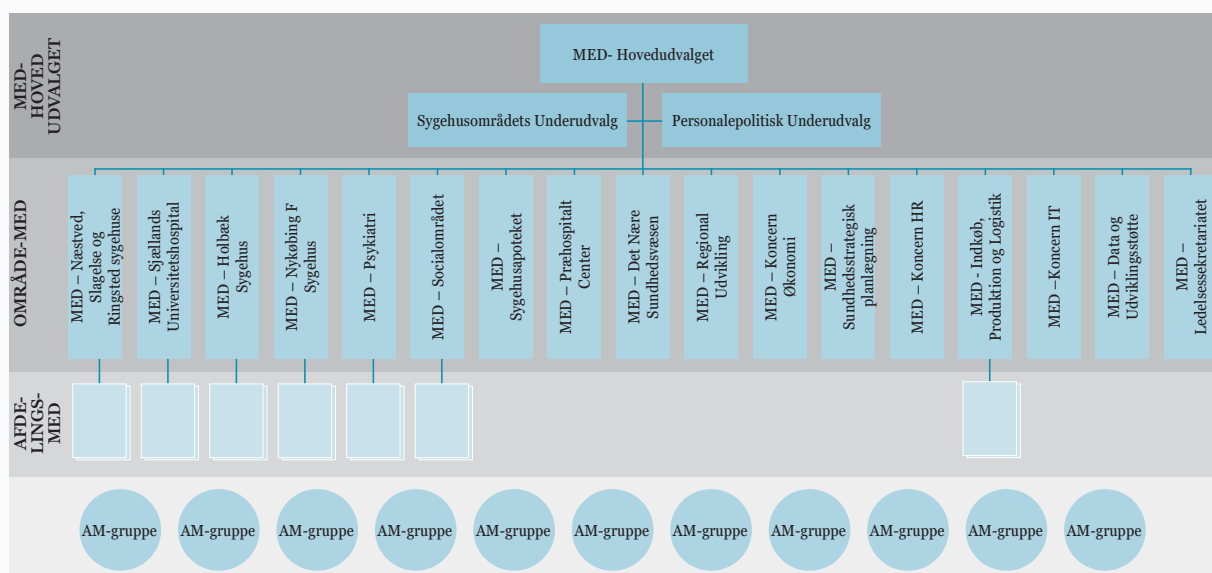 MED-
HOVED
UDVALGET
MED- Hovedudvalget
Sygehusområdets Underudvalg
Personalepolitisk Underudvalg
OMRÅDE-MED
MED – Næstved,
Slagelse og
Ringsted sygehuse
MED – Sjællands
Universitetshospital
MED – Holbæk
Sygehus
MED – Nykøbing F
Sygehus
MED – Psykiatri
MED – Socialområdet
MED –
Sygehusapoteket
MED – Præhospitalt
Center
MED – Det Nære
Sundhedsvæsen
MED – Regional
Udvikling
MED – Koncern
Økonomi
MED –
Sundhedsstrategisk
planlægning
MED – Koncern HR
MED - Indkøb,
Produktion og Logistik
MED –Koncern IT
MED – Data og
Udviklingsstøtte
MED –
Ledelsessekretariatet
AFDE-
LINGS-
MED
AM-gruppe
AM-gruppe
AM-gruppe
AM-gruppe
AM-gruppe
AM-gruppe
AM-gruppe
AM-gruppe
AM-gruppe
AM-gruppe
AM-gruppe